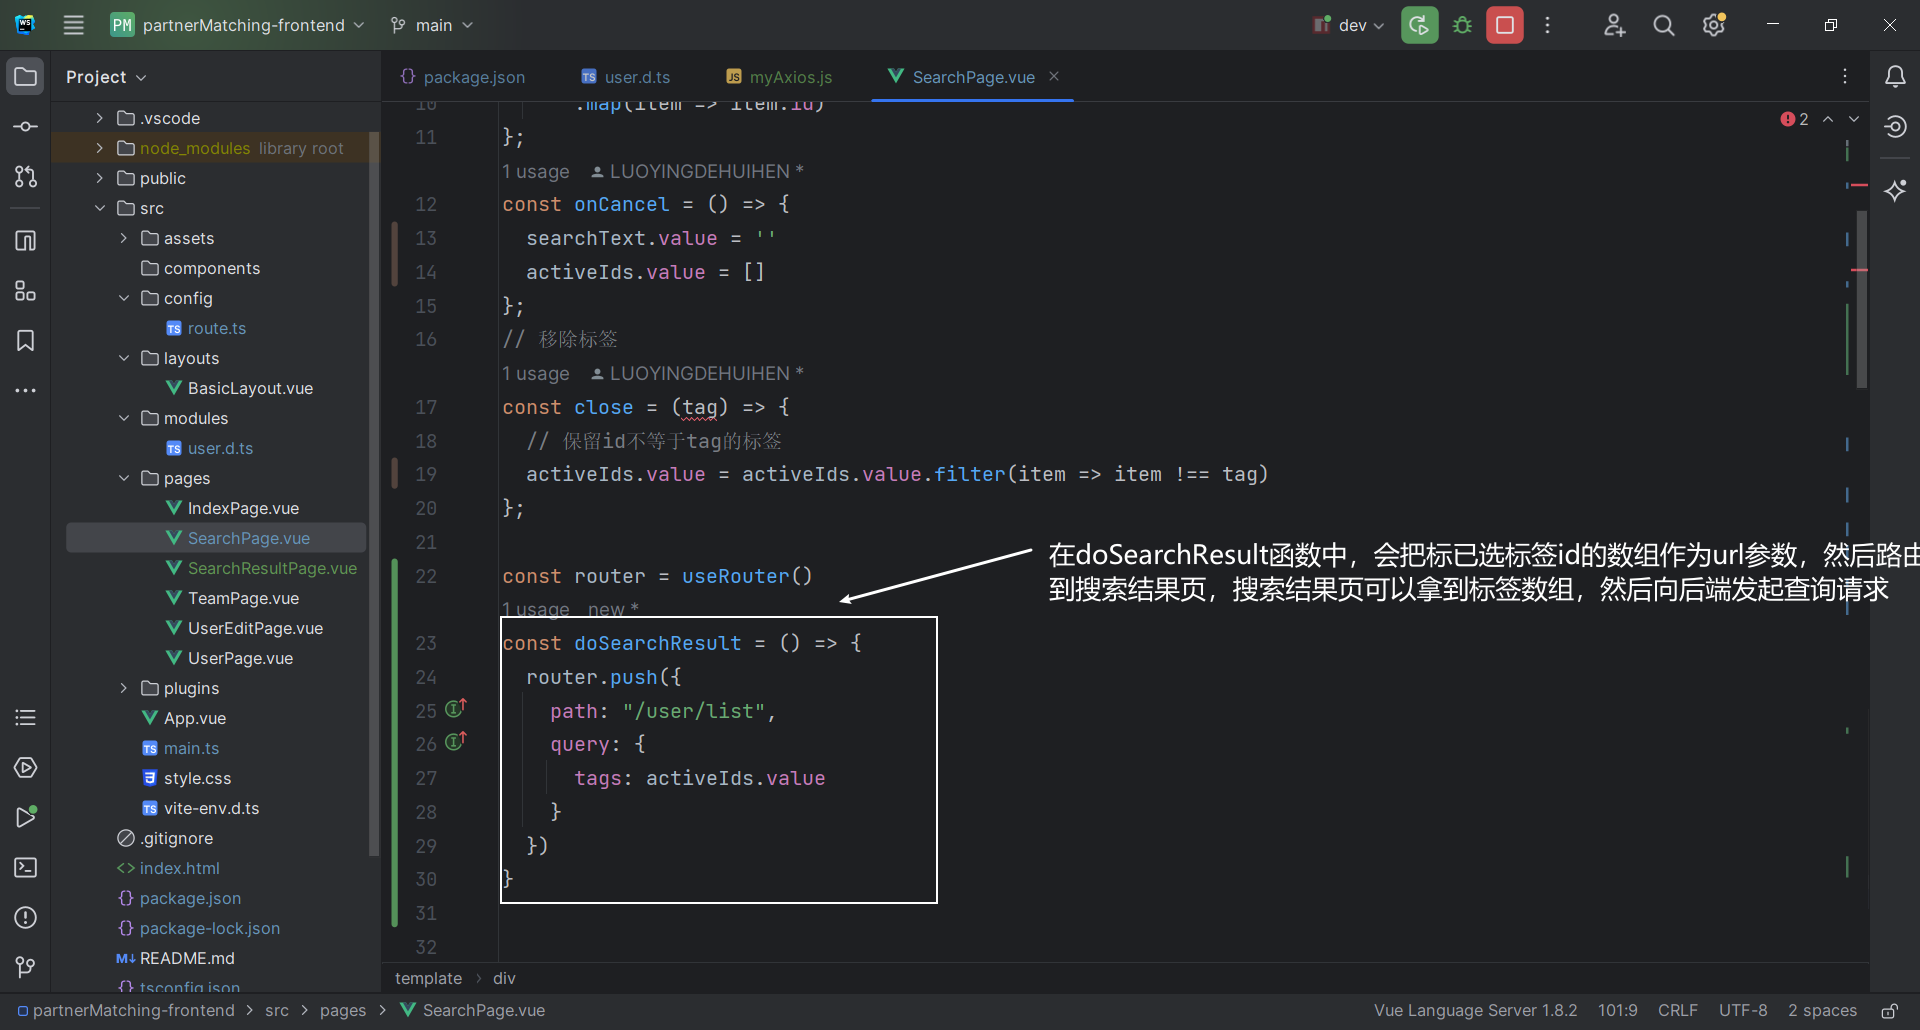 PM partnerMatching-frontend
main
dev
Project
package.json
user.d.ts
myAxios.js
SearchPage.vue
.vscode
node_modules library root
public
src
assets
components
config
route.ts
layouts
BasicLayout.vue
modules
user.d.ts
pages
IndexPage.vue
SearchPage.vue
SearchResultPage.vue
TeamPage.vue
UserEditPage.vue
UserPage.vue
plugins
App.vue
main.ts
style.css
vite-env.d.ts
.gitignore
index.html
package.json
package-lock.json
README.md
tsconfig.json
2
10 .map(item => item.id)
11 };
1 usage LUOYINGDEHUIHEN *
12 const onCancel = () => {
13 searchText.value = ''
14 activeIds.value = []
15 };
16 // 移除标签
1 usage LUOYINGDEHUIHEN *
17 const close = (tag) => {
18 // 保留id不等于tag的标签
19 activeIds.value = activeIds.value.filter(item => item !== tag)
20 };
21
22 const router = useRouter()
1 usage new *
23 const doSearchResult = () => {
24 router.push({
25 path: "/user/list",
26 query: {
27 tags: activeIds.value
28 }
29 })
30 }
31
32
在doSearchResult函数中，会把标已选标签id的数组作为url参数，然后路由
到搜索结果页，搜索结果页可以拿到标签数组，然后向后端发起查询请求
template > div
partnerMatching-frontend > src > pages > SearchPage.vue
Vue Language Server 1.8.2 101:9 CRLF UTF-8 2 spaces